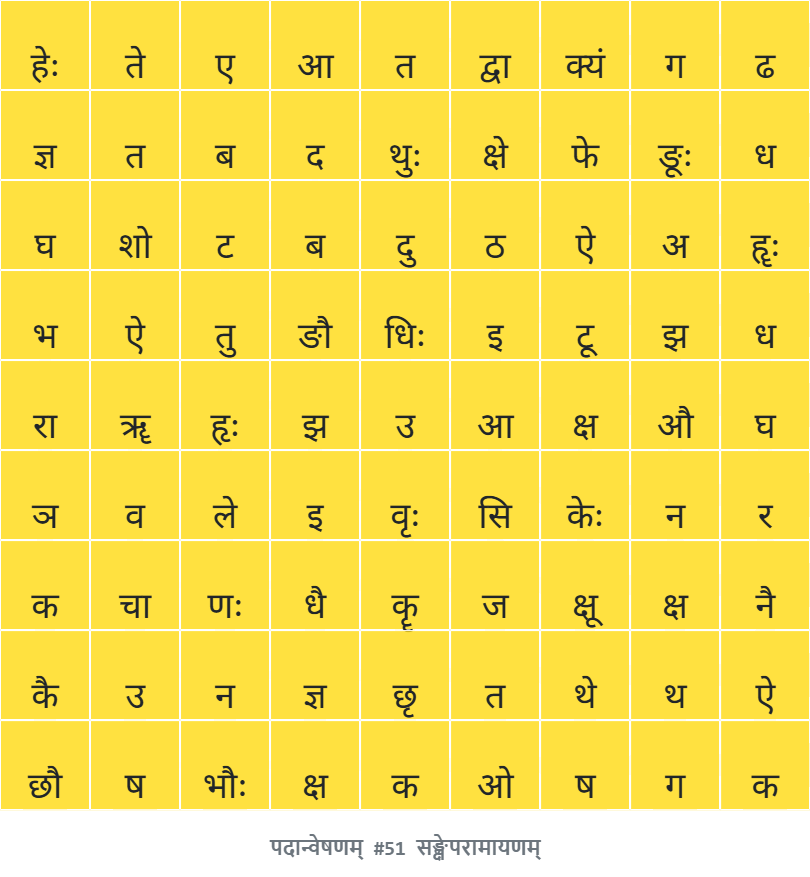 हेः ते ए आ त द्वा क्यं ग ढ
ज्ञ त ब द थुः क्षे फे ङूः ध
घ शो ट ब दु ठ ऐ अ हॄः
भ ऐ तु ङौ धिः इ टू झ ध
रा ॠ हृः झ उ आ क्ष औ घ
ञ व ले इ वृः सि केः न र
क चा णः धै कॄ ज क्षू क्ष नै
कै उ न ज्ञ छृ त थे थ ऐ
छौ ष भौः क्ष क ओ ष ग क
पदान्वेषणम् #51 सङ्क्षेपरामायणम्